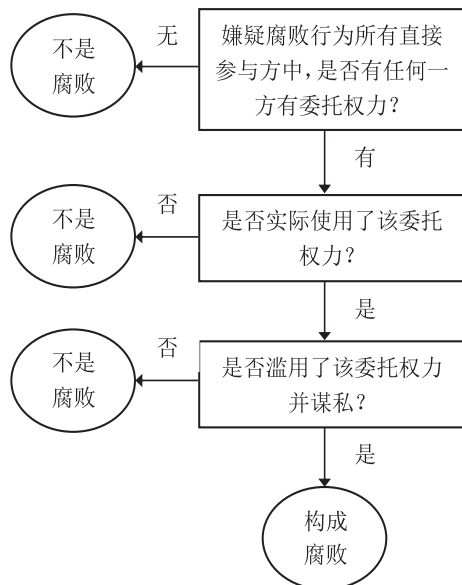 嫌疑腐败行为所有直接
参与方中,是否有任何一
方有委托权力?
无
不是
腐败
有
是否实际使用了该委托
权力?
否
不是
腐败
是
是否滥用了该委托权力
并谋私?
否
不是
腐败
是
构成
腐败